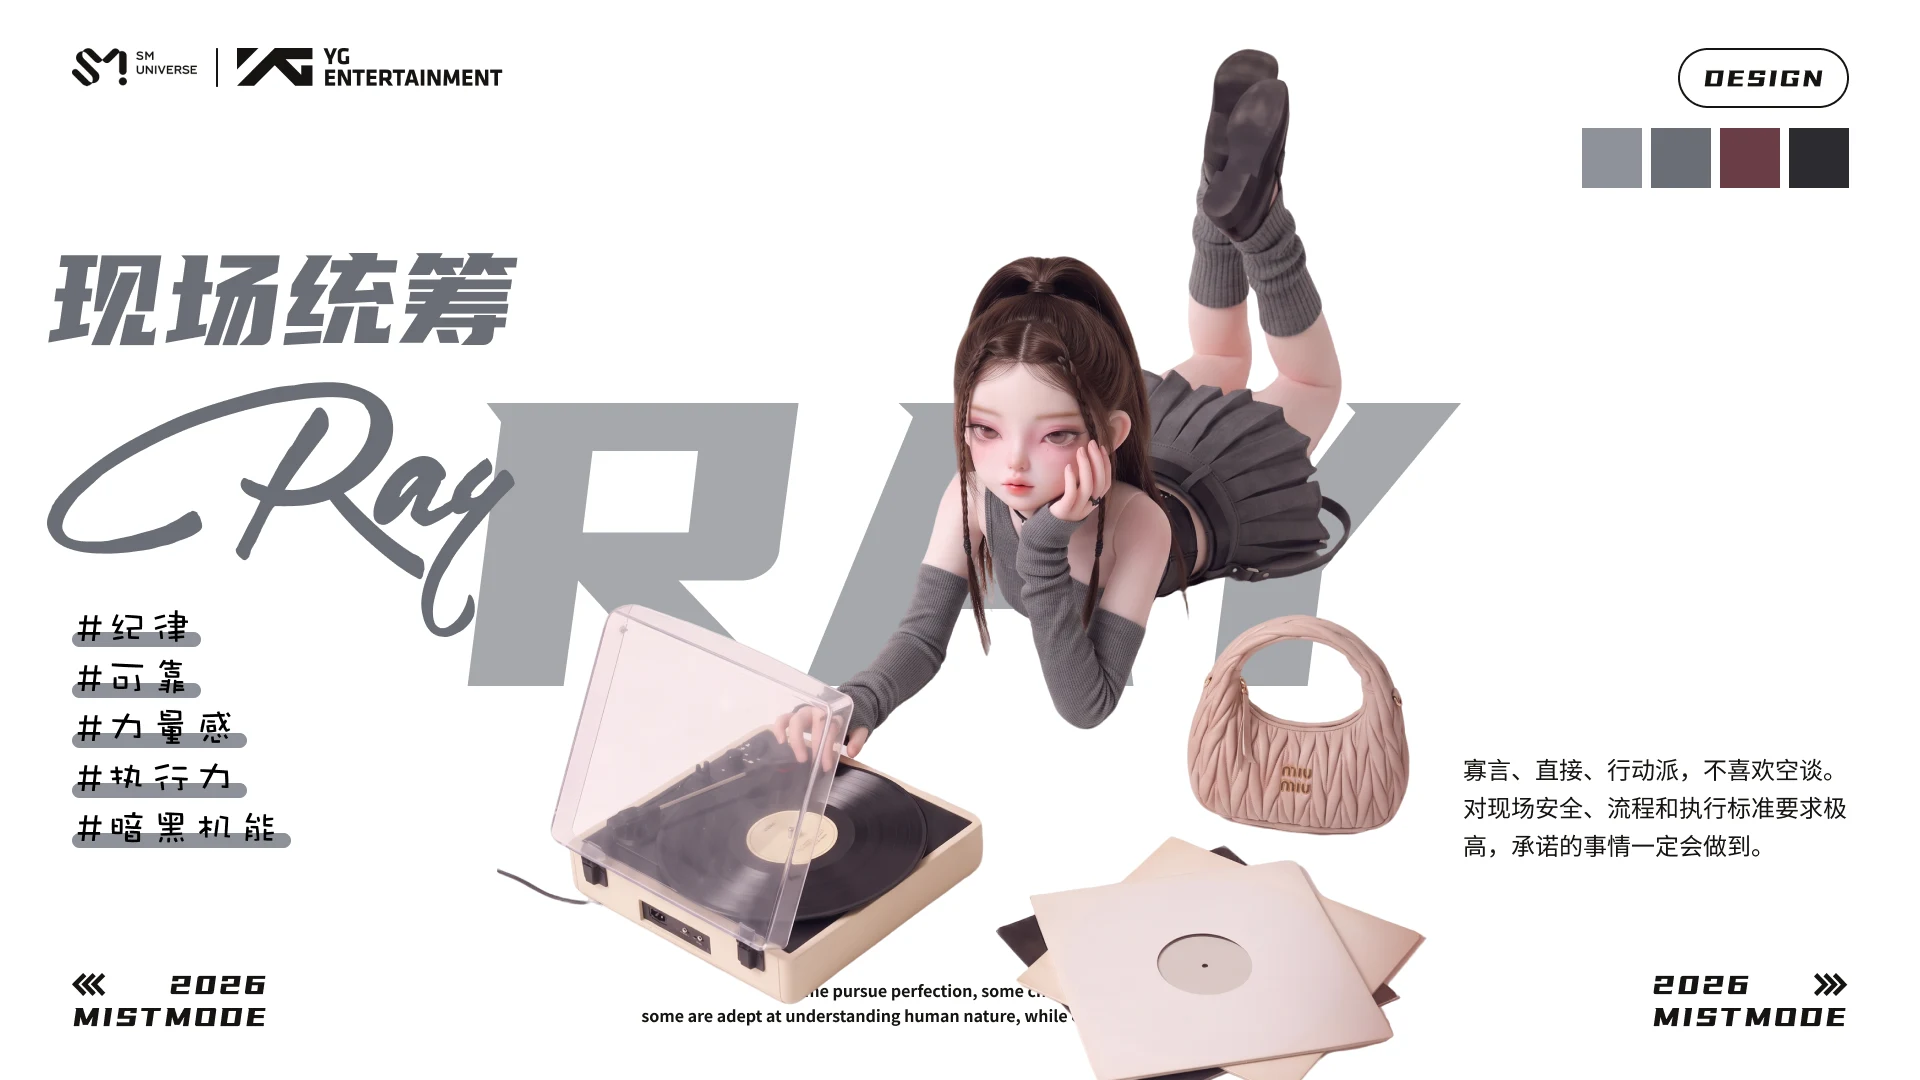 SM
UNIVERSE
YG
ENTERTAINMENT
DESIGN
现场统筹
Ray
RAY
#纪律
#可靠
#力量感
#执行力
#暗黑机能
miu
miu
寡言、直接、行动派，不喜欢空谈。
对现场安全、流程和执行标准要求极
高，承诺的事情一定会做到。
2026
MISTMODE
pursue perfection, some
some are adept at understanding human nature, while
2026
MISTMODE